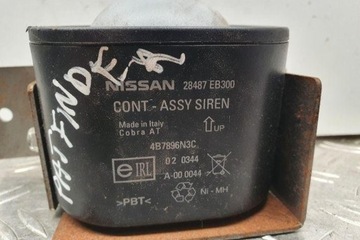 NISSAN 28487 EB300
CONT - ASSY SIREN
Made in Italy
Cobra AT
UP
4B7896N3C
e IRL
02 0344
A-00 0044
NI-MH
>PBT<